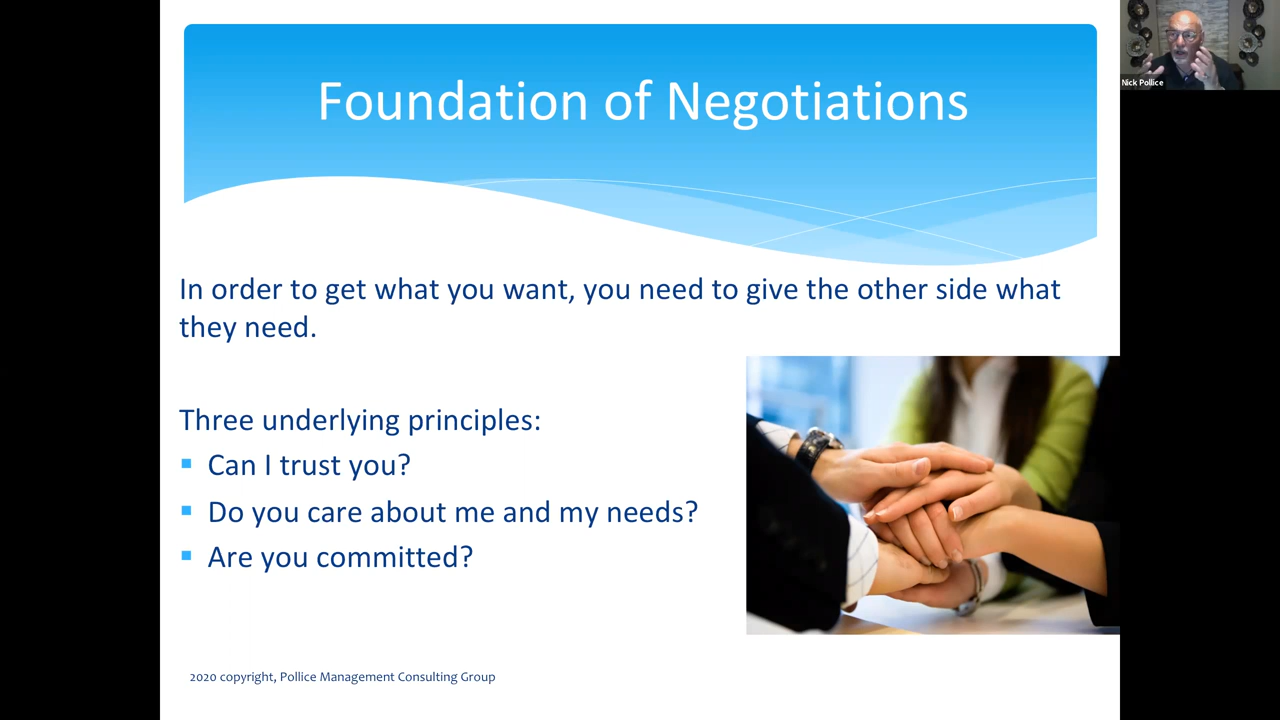 Foundation of Negotiations
Nick Pollice
In order to get what you want, you need to give the other side what
they need.
Three underlying principles:
▪ Can I trust you?
▪ Do you care about me and my needs?
▪ Are you committed?
2020 copyright, Pollice Management Consulting Group